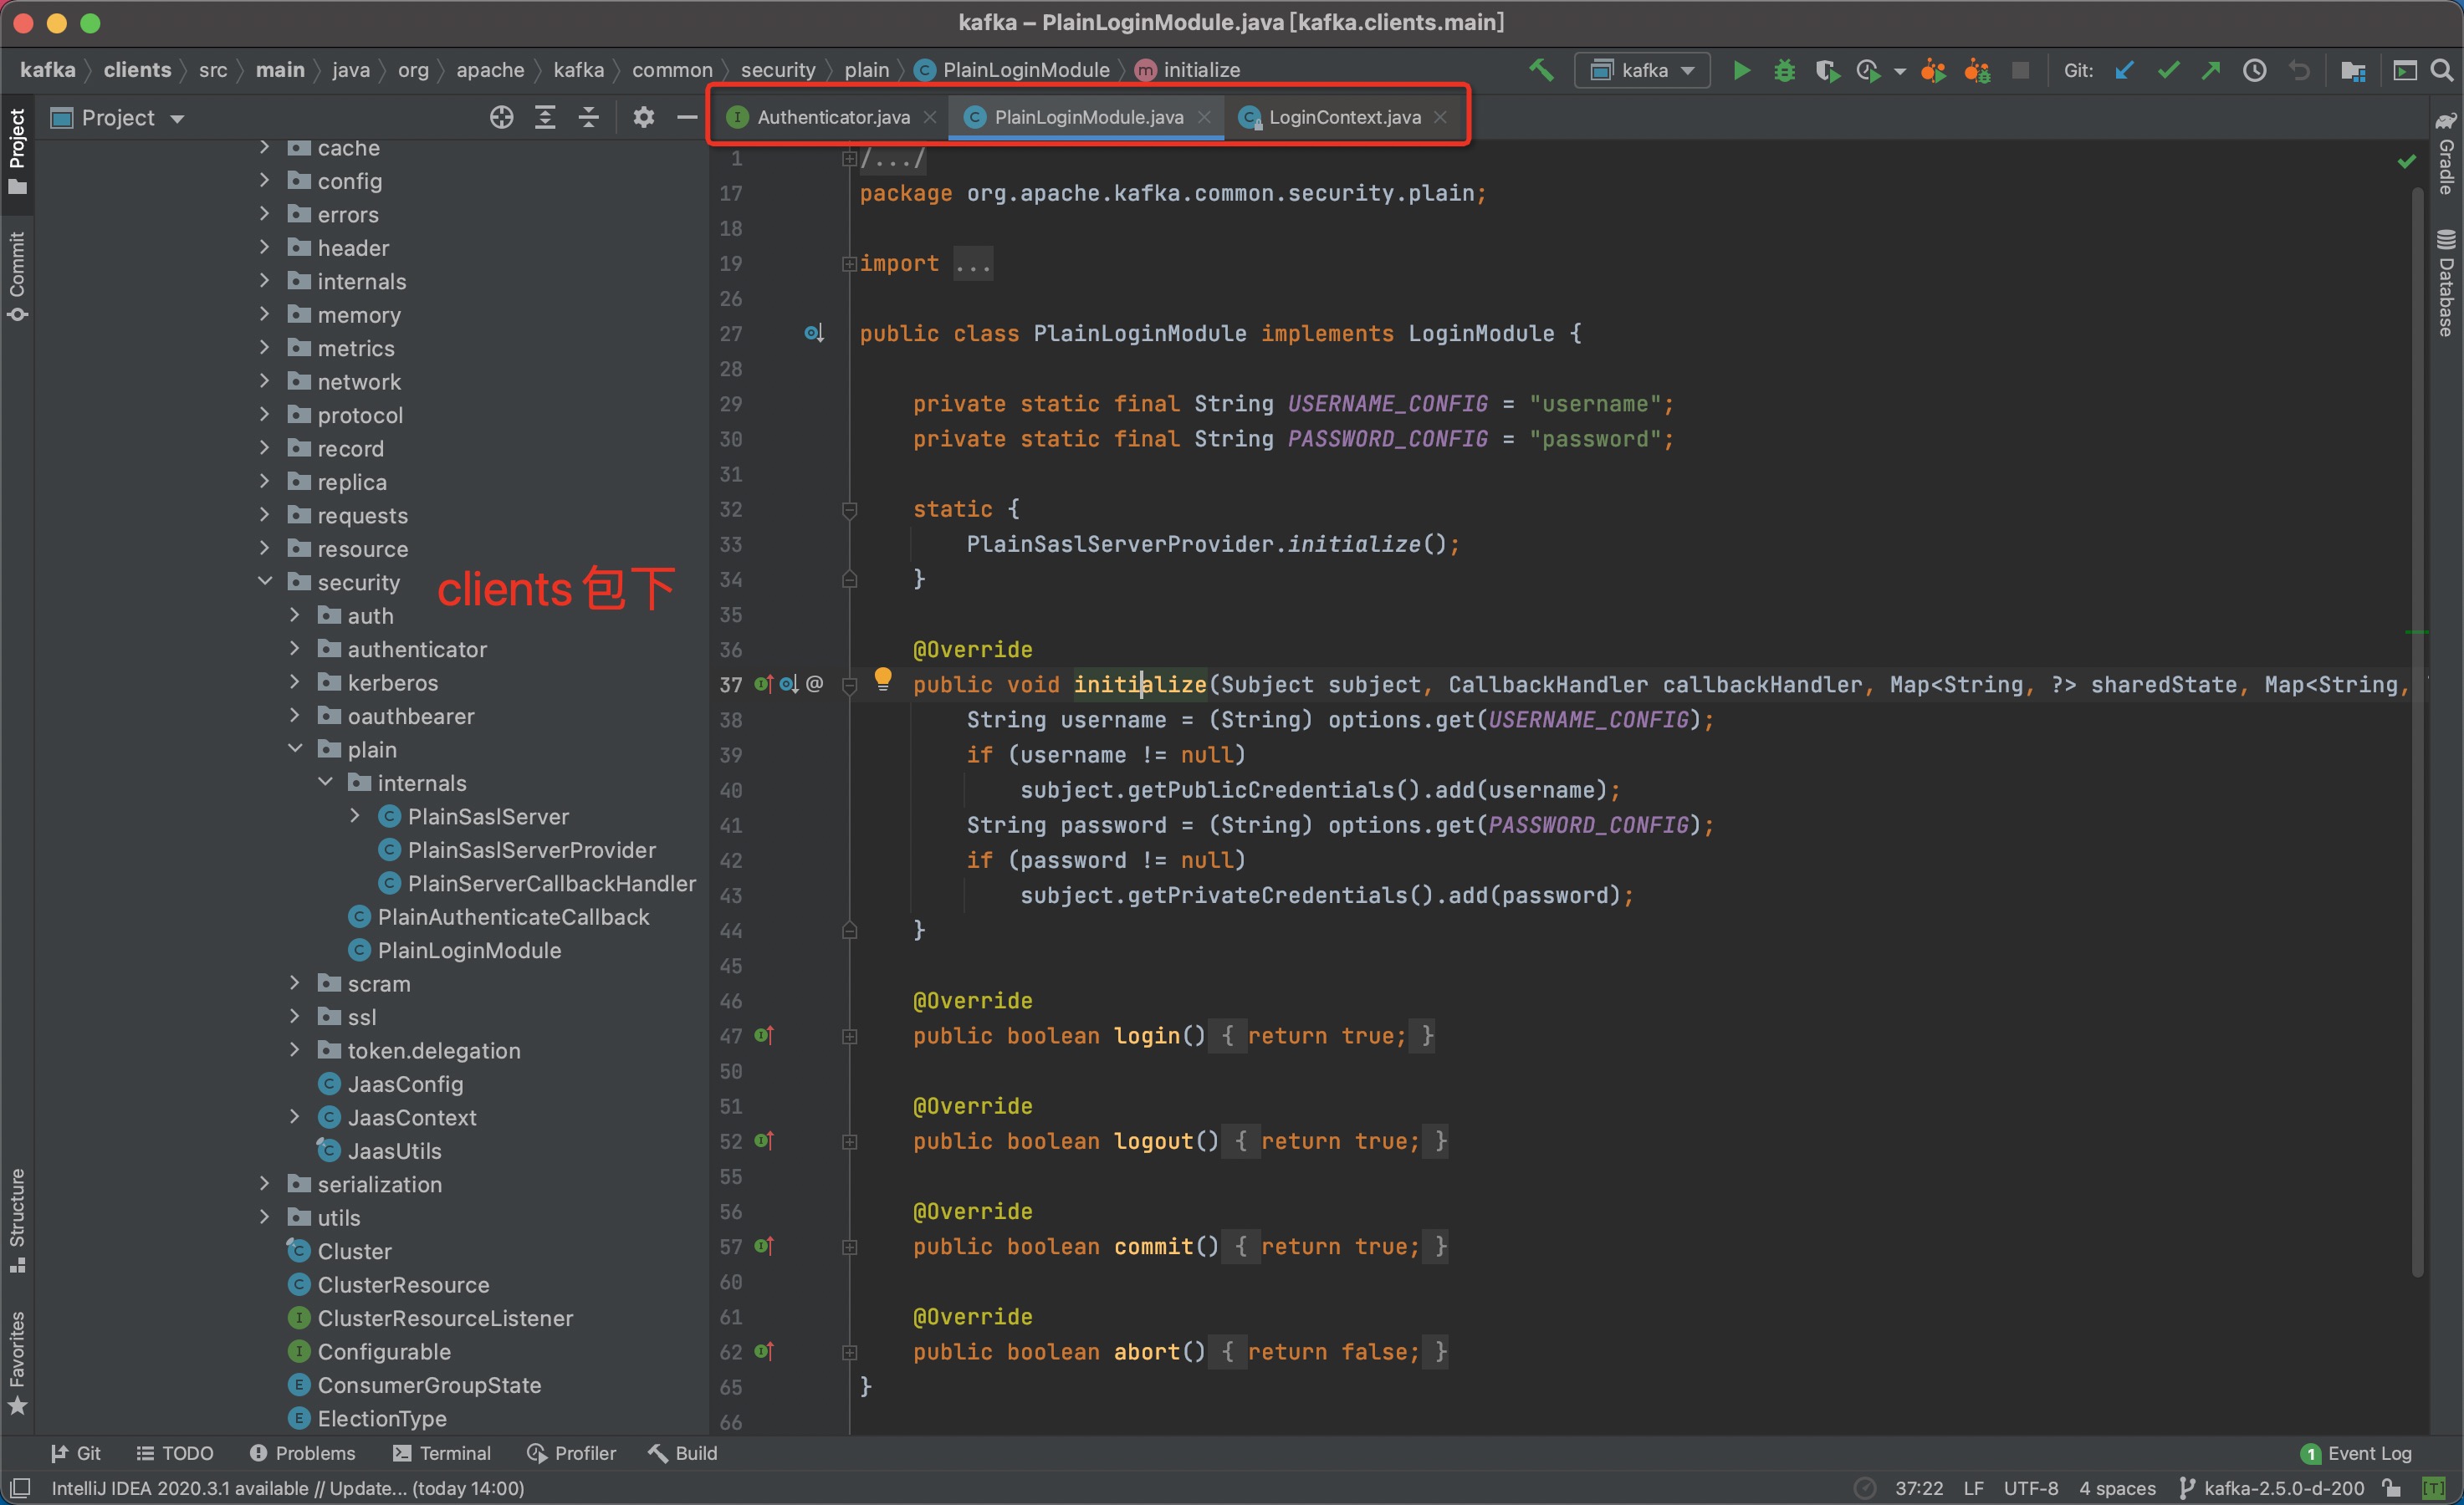 kafka – PlainLoginModule.java [kafka.clients.main]
kafka clients src main java org apache kafka common security plain PlainLoginModule initialize kafka Git:
Project
Authenticator.java PlainLoginModule.java LoginContext.java
Project
Commit
Structure
Favorites
cache
config
errors
header
internals
memory
metrics
network
protocol
record
replica
requests
resource
security
clients 包下
auth
authenticator
kerberos
oauthbearer
plain
internals
PlainSaslServer
PlainSaslServerProvider
PlainServerCallbackHandler
PlainAuthenticateCallback
PlainLoginModule
scram
ssl
token.delegation
JaasConfig
JaasContext
JaasUtils
serialization
utils
Cluster
ClusterResource
ClusterResourceListener
Configurable
ConsumerGroupState
ElectionType
1 /.../
17 package org.apache.kafka.common.security.plain;
18
19 import ...
26
27 public class PlainLoginModule implements LoginModule {
28
29 private static final String USERNAME_CONFIG = "username";
30 private static final String PASSWORD_CONFIG = "password";
31
32 static {
33 PlainSaslServerProvider.initialize();
34 }
35
36 @Override
37 @ public void initialize(Subject subject, CallbackHandler callbackHandler, Map<String, ?> sharedState, Map<String,
38 String username = (String) options.get(USERNAME_CONFIG);
39 if (username != null)
40 subject.getPublicCredentials().add(username);
41 String password = (String) options.get(PASSWORD_CONFIG);
42 if (password != null)
43 subject.getPrivateCredentials().add(password);
44 }
45
46 @Override
47 public boolean login() { return true; }
50
51 @Override
52 public boolean logout() { return true; }
55
56 @Override
57 public boolean commit() { return true; }
60
61 @Override
62 public boolean abort() { return false; }
65 }
66
Gradle
Database
Git TODO Problems Terminal Profiler Build 1 Event Log
IntelliJ IDEA 2020.3.1 available // Update... (today 14:00) 37:22 LF UTF-8 4 spaces kafka-2.5.0-d-200 [T]